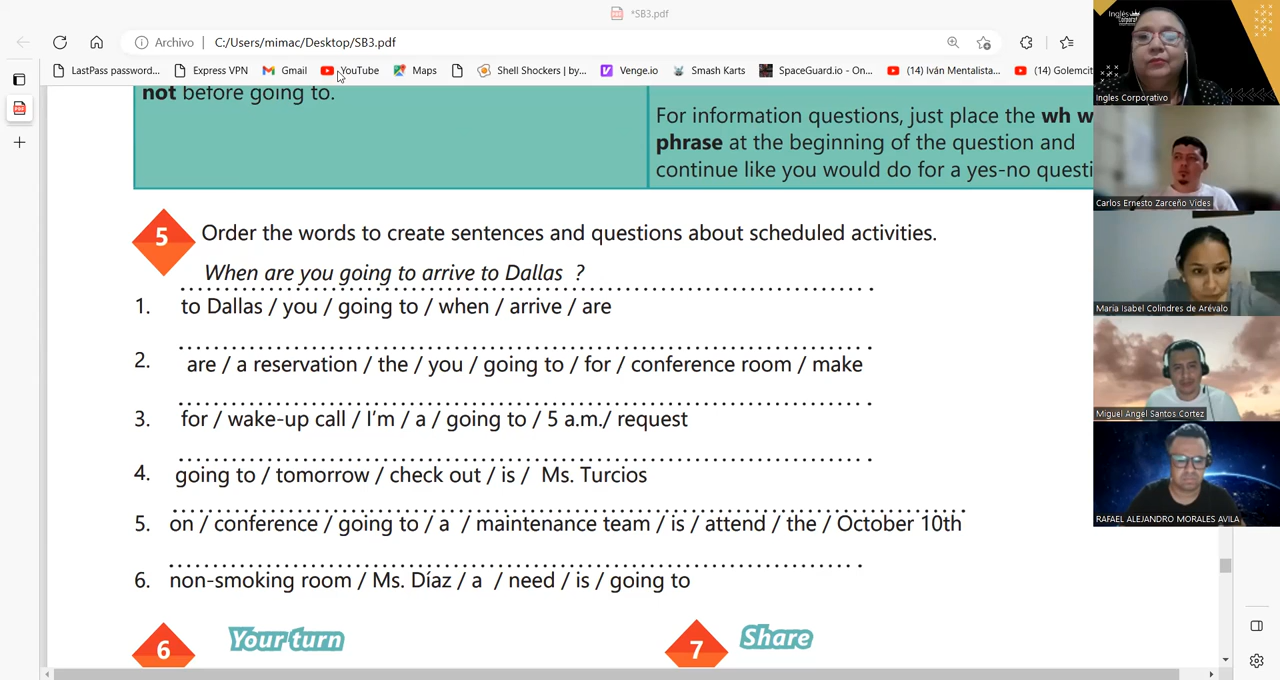 *SB3.pdf
Archivo | C:/Users/mimac/Desktop/SB3.pdf
LastPass password... Express VPN Gmail YouTube Maps Shell Shockers | by... Venge.io Smash Karts SpaceGuard.io - On... (14) Iván Mentalista... (14) Golemcit
not before going to.
For information questions, just place the wh w
phrase at the beginning of the question and
continue like you would do for a yes-no questi
5 Order the words to create sentences and questions about scheduled activities.
When are you going to arrive to Dallas ?
1. to Dallas / you / going to / when / arrive / are
2. are / a reservation / the / you / going to / for / conference room / make
3. for / wake-up call / I'm / a / going to / 5 a.m./ request
4. going to / tomorrow / check out / is / Ms. Turcios
5. on / conference / going to / a / maintenance team / is / attend / the / October 10th
6. non-smoking room / Ms. Díaz / a / need / is / going to
6 Your turn
7 Share
Inglés
Corporativo
Ingles Corporativo
Carlos Ernesto Zarceño Vides
Maria Isabel Colindres de Arévalo
Miguel Angel Santos Cortez
RAFAEL ALEJANDRO MORALES AVILA